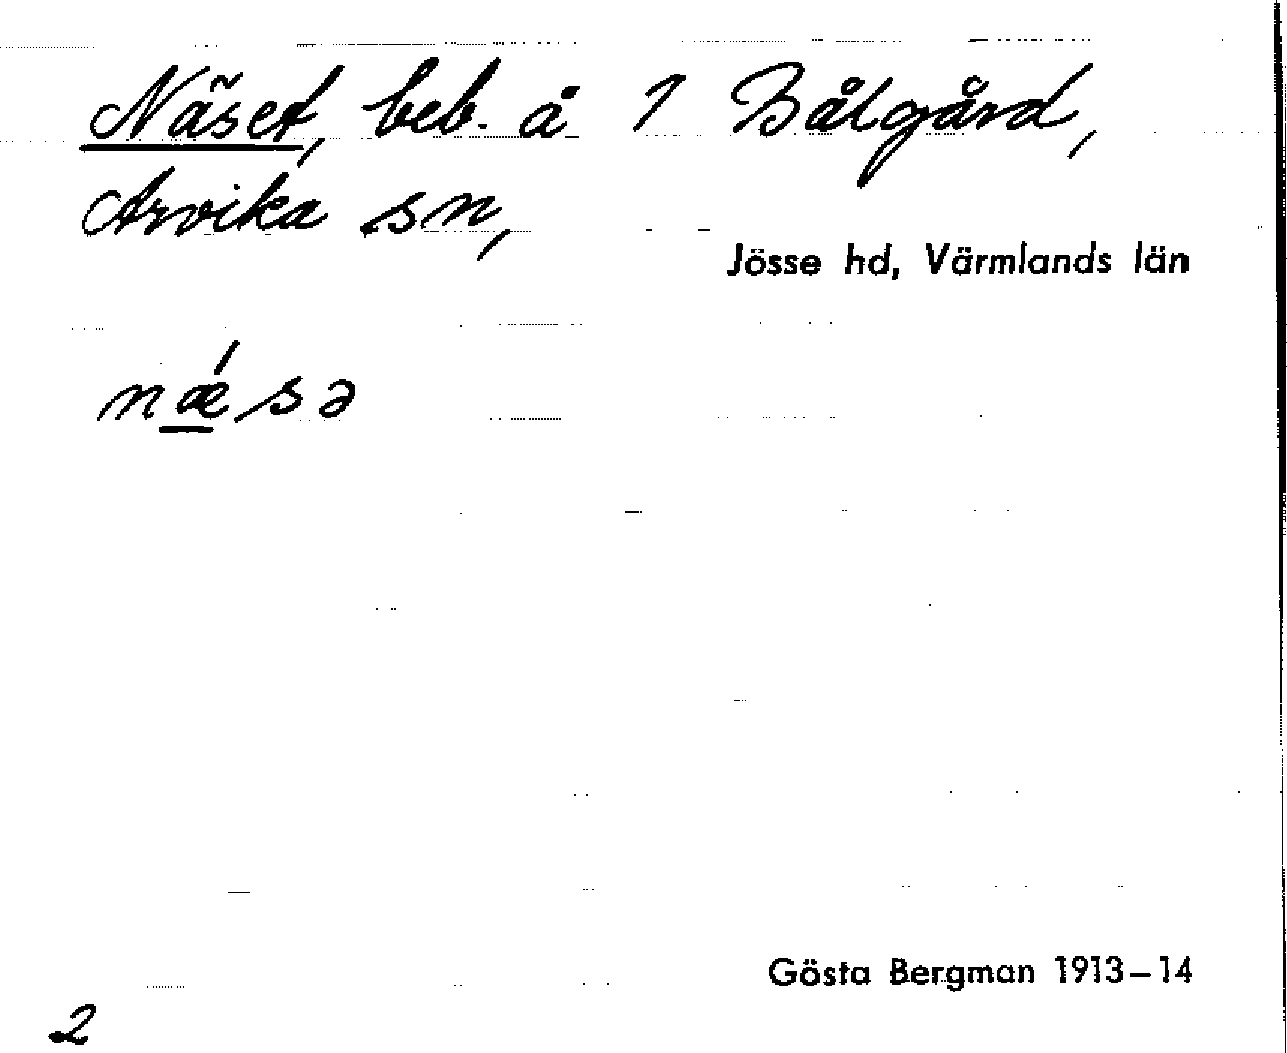 Näset, beb. å 1 Bålgård,
Arvika sn,
Jösse hd, Värmlands län
nǽsə
Gösta Bergman 1913–14
2